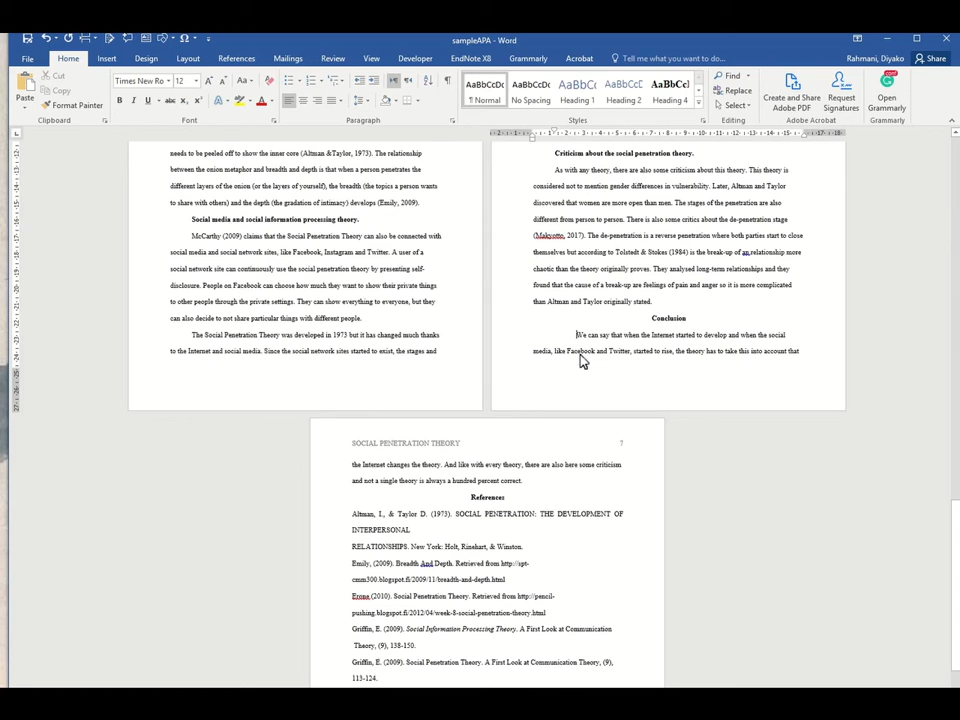 sampleAPA - Word
Rahmani, Diyako
File Home Insert Design Layout References Mailings Review View Developer EndNote X8 Grammarly Acrobat Tell me what you want to do... Share
Cut
Copy
Format Painter
Paste
Clipboard
Times New Ro 12
Font
Paragraph
AaBbCcDc AaBbCcDc AaBbCcD AaBbCcD AaBbCcI
¶ Normal No Spacing Heading 1 Heading 2 Heading 4
Styles
Find
Replace
Select
Editing
Create and Share Adobe PDF
Request Signatures
Adobe Acrobat
Open Grammarly
Grammarly
needs to be peeled off to show the inner core (Altman &Taylor, 1973). The relationship
between the onion metaphor and breadth and depth is that when a person penetrates the
different layers of the onion (or the layers of yourself), the breadth (the topics a person wants
to share with others) and the depth (the gradation of intimacy) develops (Emily, 2009).
Social media and social information processing theory.
McCarthy (2009) claims that the Social Penetration Theory can also be connected with
social media and social networks sites, like Facebook, Instagram and Twitter. A user of a
social network site can continuously use the social penetration theory by presenting self-
disclosure. People on Facebook can choose how much they want to show their private things
to other people through the private settings. They can show everything to everyone, but they
can also decide to not share particular things with different people.
The Social Penetration Theory was developed in 1973 but it has changed much thanks
to the Internet and social media. Since the social network sites started to exist, the stages and
Criticism about the social penetration theory.
As with any theory, there are also some criticism about this theory. This theory is
considered not to mention gender differences in vulnerability. Later, Altman and Taylor
discovered that women are more open than men. The stages of the penetration are also
different from person to person. There is also some critics about the de-penetration stage
(Makyotto, 2017). The de-penetration is a reverse penetration where both parties start to close
themselves but according to Tolstedt & Stokes (1984) is the break-up of an relationship more
chaotic than the theory originally proves. They analysed long-term relationships and they
found that the cause of a break-up are feelings of pain and anger so it is more complicated
than Altman and Taylor originally stated.
Conclusion
We can say that when the Internet started to develop and when the social
media, like Facebook and Twitter, started to rise, the theory has to take this into account that
SOCIAL PENETRATION THEORY 7
the Internet changes the theory. And like with every theory, there are also here some criticism
and not a single theory is always a hundred percent correct.
References
Altman, I., & Taylor D. (1973). SOCIAL PENETRATION: THE DEVELOPMENT OF
INTERPERSONAL
RELATIONSHIPS. New York: Holt, Rinehart, & Winston.
Emily, (2009). Breadth And Depth. Retrieved from http://spt-
cmm300.blogspot.fi/2009/11/breadth-and-depth.html
Erone (2010). Social Penetration Theory. Retrieved from http://pencil-
pushing.blogspot.fi/2012/04/week-8-social-penetration-theory.html
Griffin, E. (2009). Social Information Processing Theory. A First Look at Communication
Theory, (9), 138-150.
Griffin, E. (2009). Social Penetration Theory. A First Look at Communication Theory, (9),
113-124.